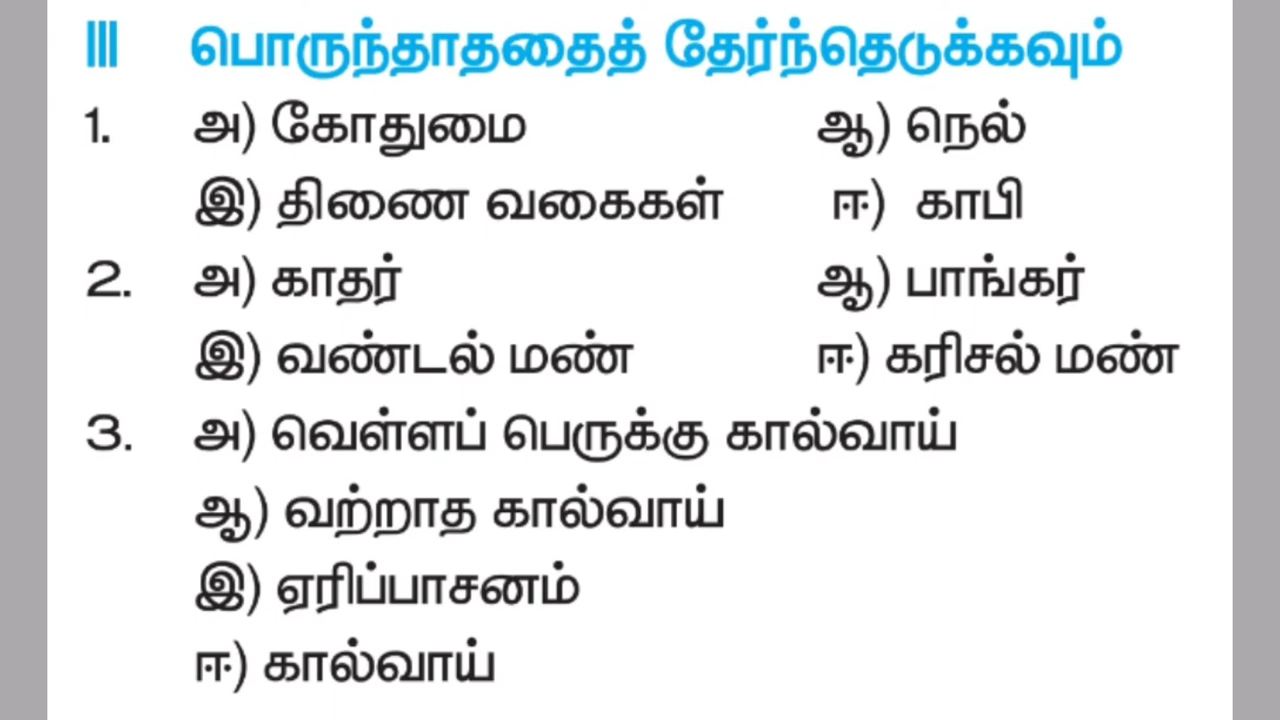 III பொருந்தாததைத் தேர்ந்தெடுக்கவும்
1. அ) கோதுமை ஆ) நெல்
இ) திணை வகைகள் ஈ) காபி
2. அ) காதர் ஆ) பாங்கர்
இ) வண்டல் மண் ஈ) கரிசல் மண்
3. அ) வெள்ளப் பெருக்கு கால்வாய்
ஆ) வற்றாத கால்வாய்
இ) ஏரிப்பாசனம்
ஈ) கால்வாய்